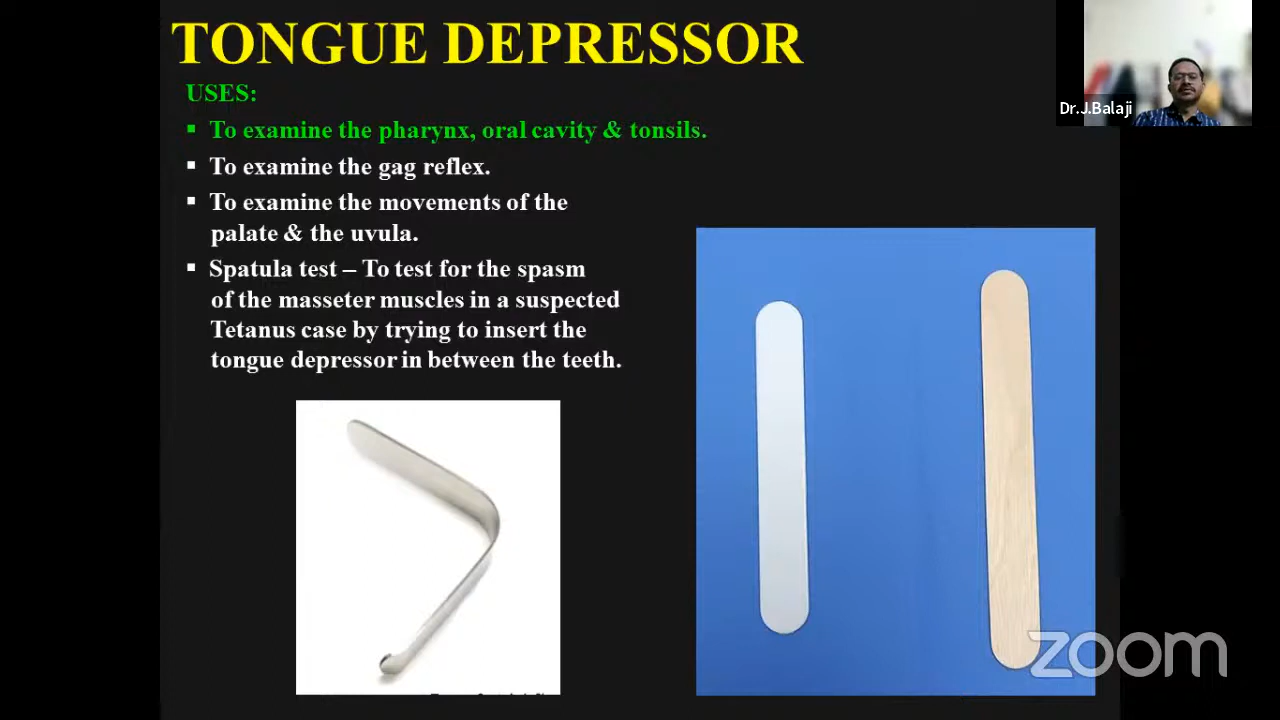 TONGUE DEPRESSOR
Dr.J.Balaji
USES:
▪ To examine the pharynx, oral cavity & tonsils.
▪ To examine the gag reflex.
▪ To examine the movements of the
palate & the uvula.
▪ Spatula test – To test for the spasm
of the masseter muscles in a suspected
Tetanus case by trying to insert the
tongue depressor in between the teeth.
zoom